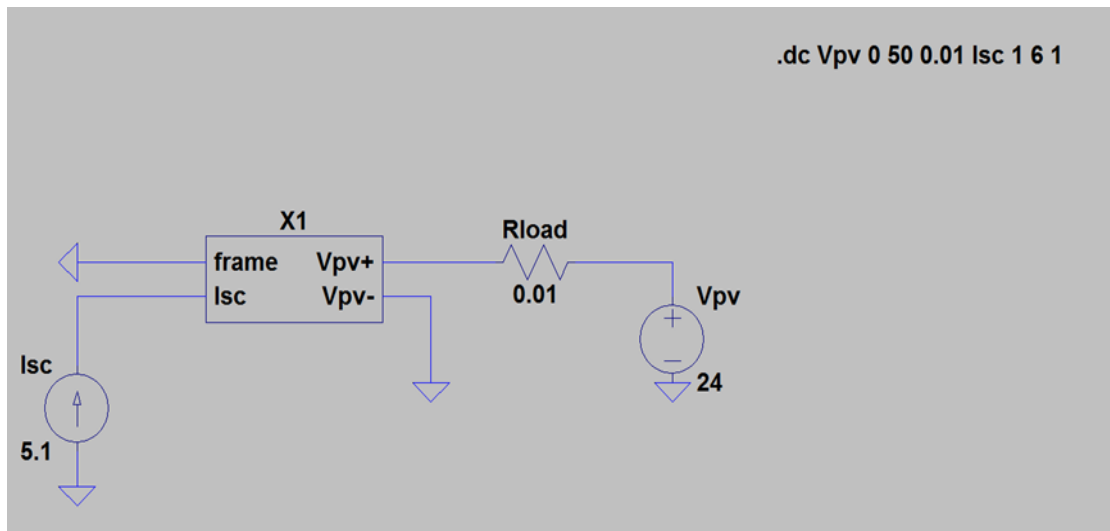 .dc Vpv 0 50 0.01 Isc 1 6 1
X1
frame Vpv+
Isc Vpv-
Rload
0.01
Vpv
24
Isc
5.1